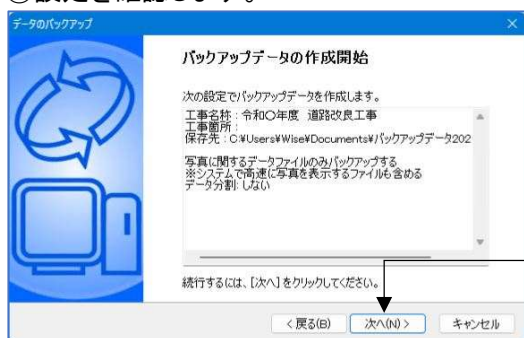 データのバックアップ
バックアップデータの作成開始
次の設定でバックアップデータを作成します。
工事名称 : 令和〇年度 道路改良工事
工事箇所 :
保存先 : C:¥Users¥Wise¥Documents¥バックアップデータ202
写真に関するデータファイルのみバックアップする
※システムで高速に写真を表示するファイルも含める
データ分割: しない
続行するには、[次へ] をクリックしてください。
< 戻る(B)
次へ(N) >
キャンセル